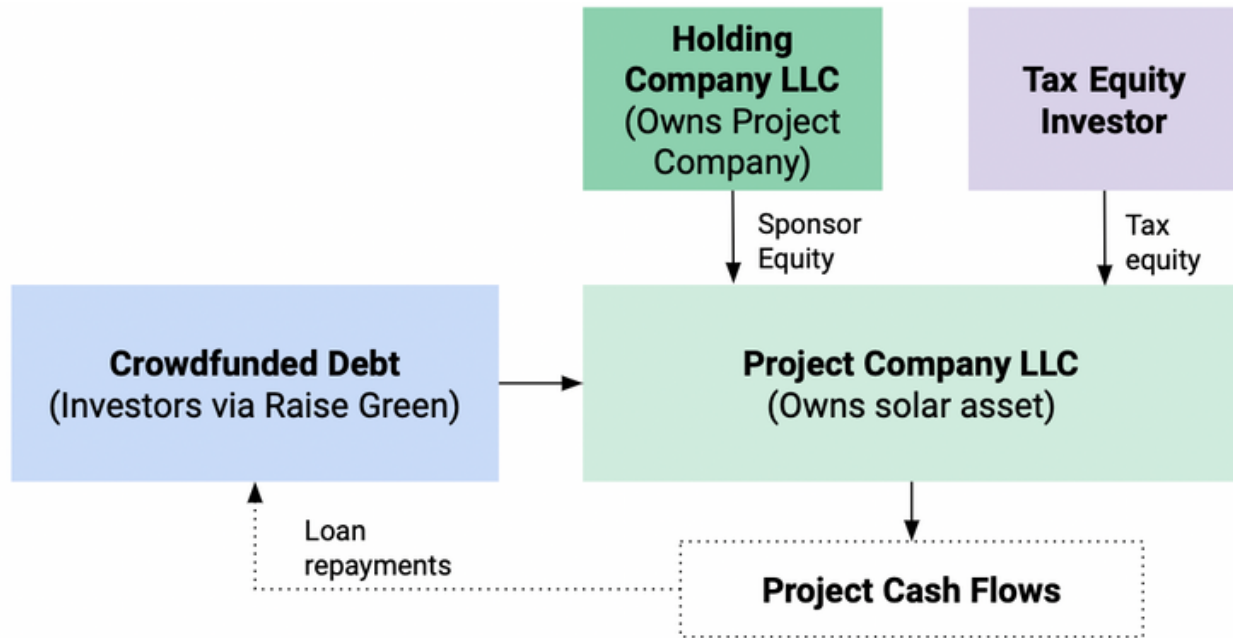 Holding
Company LLC
(Owns Project
Company)
Tax Equity
Investor
Sponsor
Equity
Tax
equity
Crowdfunded Debt
(Investors via Raise Green)
Project Company LLC
(Owns solar asset)
Loan
repayments
Project Cash Flows